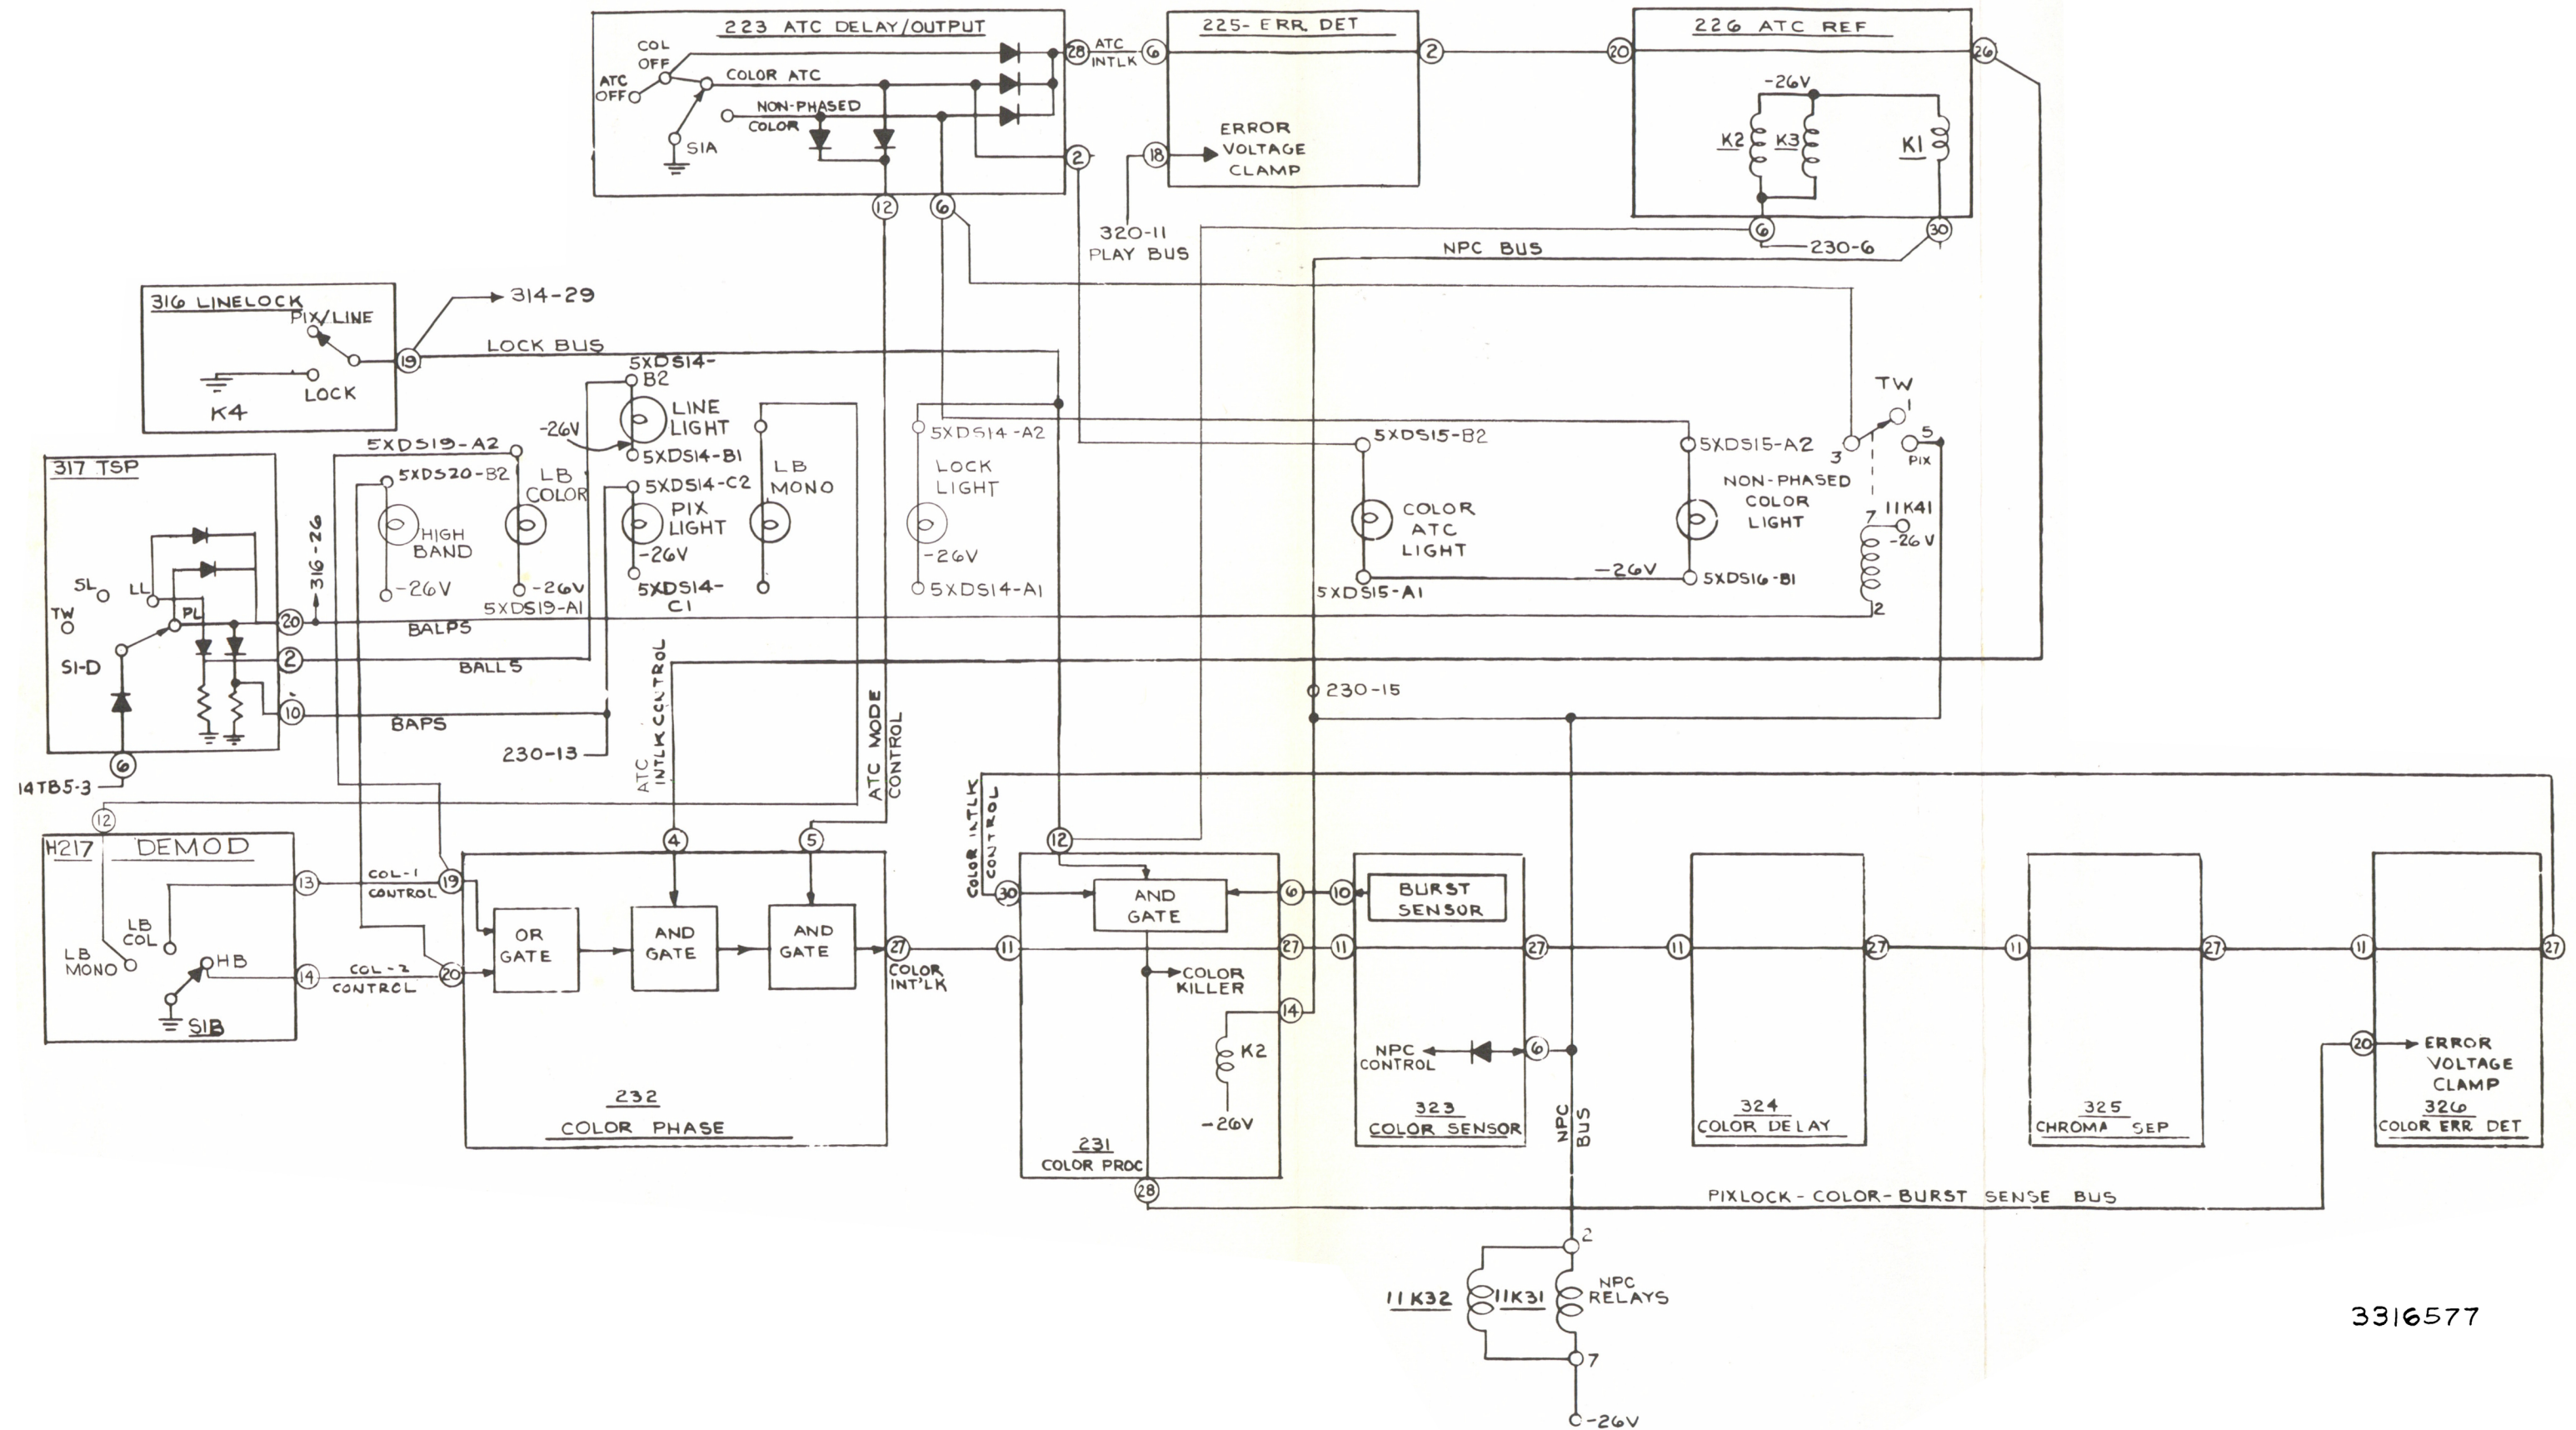 223 ATC DELAY/OUTPUT
COL
OFF
ATC
OFF
COLOR ATC
NON-PHASED
COLOR
S1A
28
ATC
INTLK
2
12
6
6
225- ERR. DET
2
18
ERROR
VOLTAGE
CLAMP
320-11
PLAY BUS
20
226 ATC REF
26
-26V
K2
K3
K1
6
230-6
30
NPC BUS
316 LINELOCK
PIX/LINE
LOCK
K4
19
314-29
LOCK BUS
5XDS14-
B2
LINE
LIGHT
-26V
5XDS14-B1
5XDS14-C2
PIX
LIGHT
-26V
5XDS14-
C1
5XDS19-A2
5XDS20-B2
LB
COLOR
HIGH
BAND
-26V
-26V
5XDS19-A1
LB
MONO
5XDS14-A2
LOCK
LIGHT
-26V
5XDS14-A1
5XDS15-B2
COLOR
ATC
LIGHT
5XDS15-A1
-26V
5XDS15-A2
NON-PHASED
COLOR
LIGHT
5XDS16-B1
TW
1
3
5
PIX
7
11K41
-26V
2
317 TSP
SL
LL
TW
PL
S1-D
20
316-26
BALPS
2
BALLS
10
BAPS
6
14TB5-3
230-13
230-15
ATC
INTLK CONTROL
ATC MODE
CONTROL
COLOR INTLK
CONTROL
12
H217 DEMOD
LB
COL
LB
MONO
HB
S1B
13
COL-1
CONTROL
19
14
COL-2
CONTROL
20
4
5
OR
GATE
AND
GATE
AND
GATE
27
COLOR
INT'LK
232
COLOR PHASE
12
30
11
AND
GATE
COLOR
KILLER
6
27
14
K2
-26V
231
COLOR PROC
28
10
11
BURST
SENSOR
27
NPC
CONTROL
6
323
COLOR SENSOR
NPC
BUS
11
324
COLOR DELAY
27
11
325
CHROMA SEP
27
11
27
20
ERROR
VOLTAGE
CLAMP
326
COLOR ERR DET
PIXLOCK-COLOR-BURST SENSE BUS
2
11K32
11K31
NPC
RELAYS
7
-26V
3316577